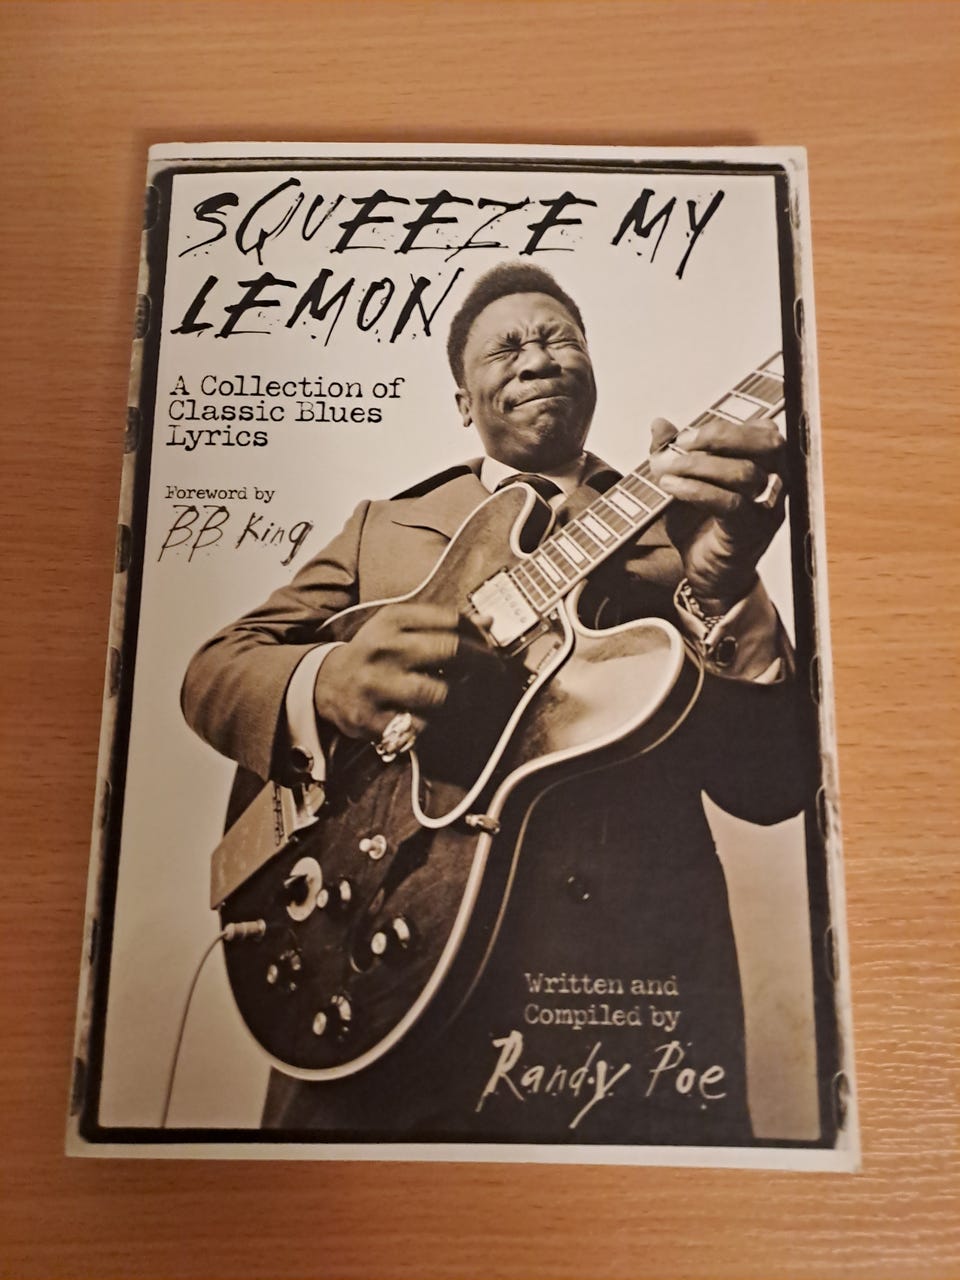 SQUEEZE MY
LEMON
A Collection of
Classic Blues
Lyrics
Foreword by
BB King
Written and
Compiled by
Randy Poe